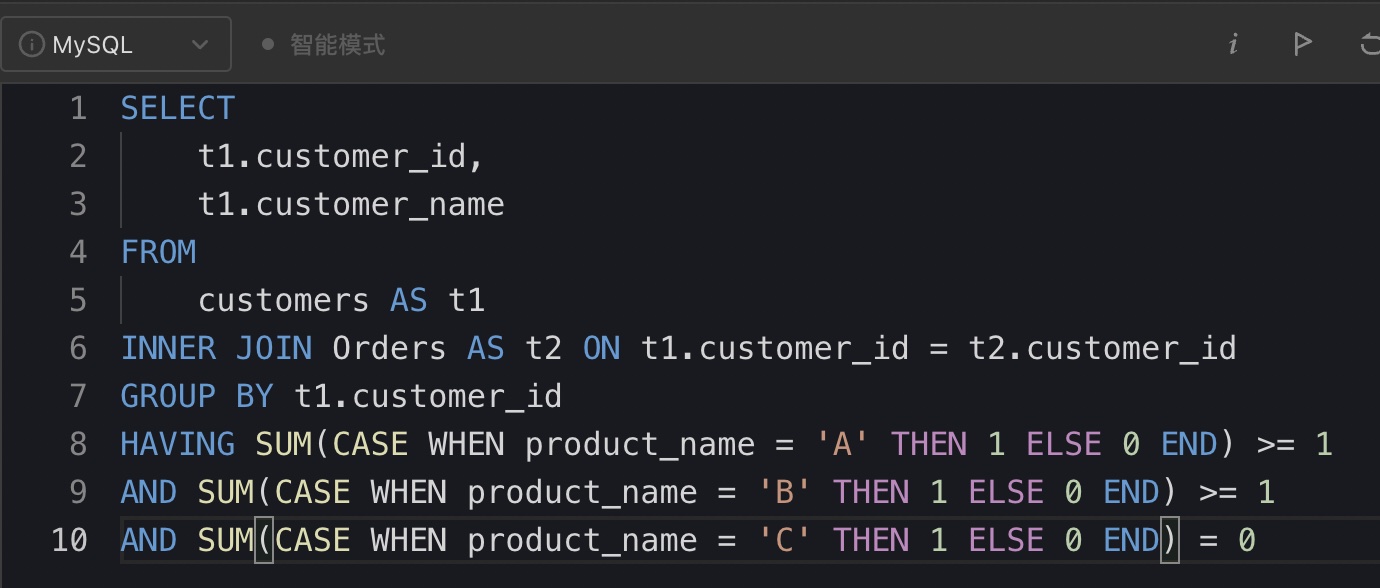 MySQL 智能模式
1 SELECT
2 t1.customer_id,
3 t1.customer_name
4 FROM
5 customers AS t1
6 INNER JOIN Orders AS t2 ON t1.customer_id = t2.customer_id
7 GROUP BY t1.customer_id
8 HAVING SUM(CASE WHEN product_name = 'A' THEN 1 ELSE 0 END) >= 1
9 AND SUM(CASE WHEN product_name = 'B' THEN 1 ELSE 0 END) >= 1
10 AND SUM(CASE WHEN product_name = 'C' THEN 1 ELSE 0 END) = 0